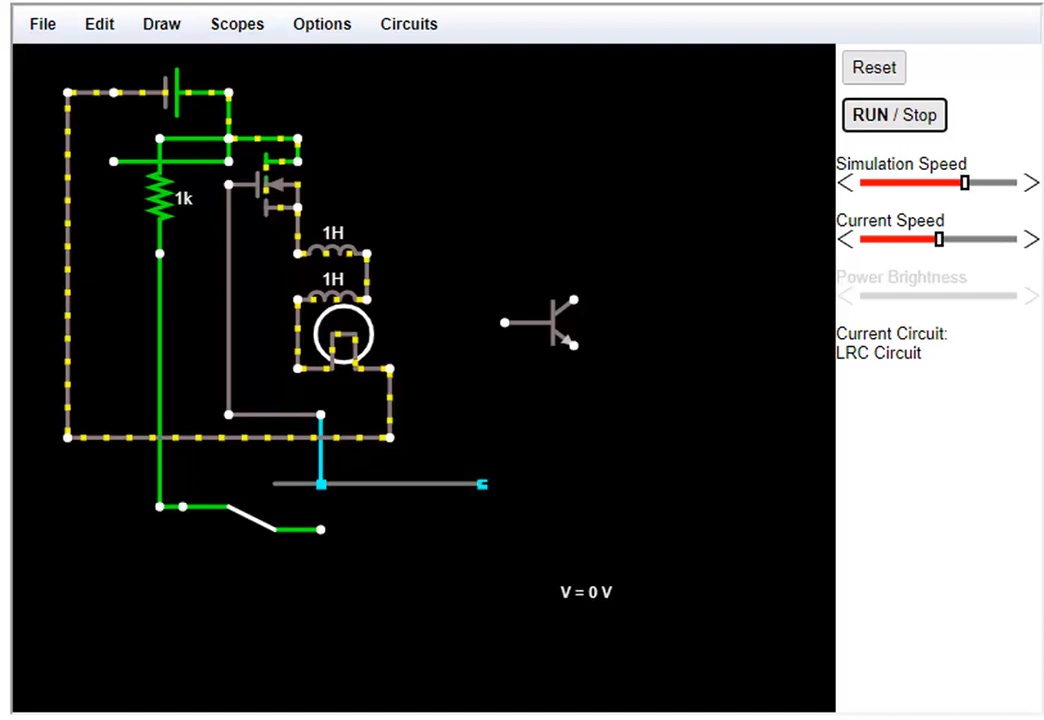 File Edit Draw Scopes Options Circuits
Reset
RUN / Stop
Simulation Speed
Current Speed
Power Brightness
Current Circuit:
LRC Circuit
1k
1H
1H
V = 0 V